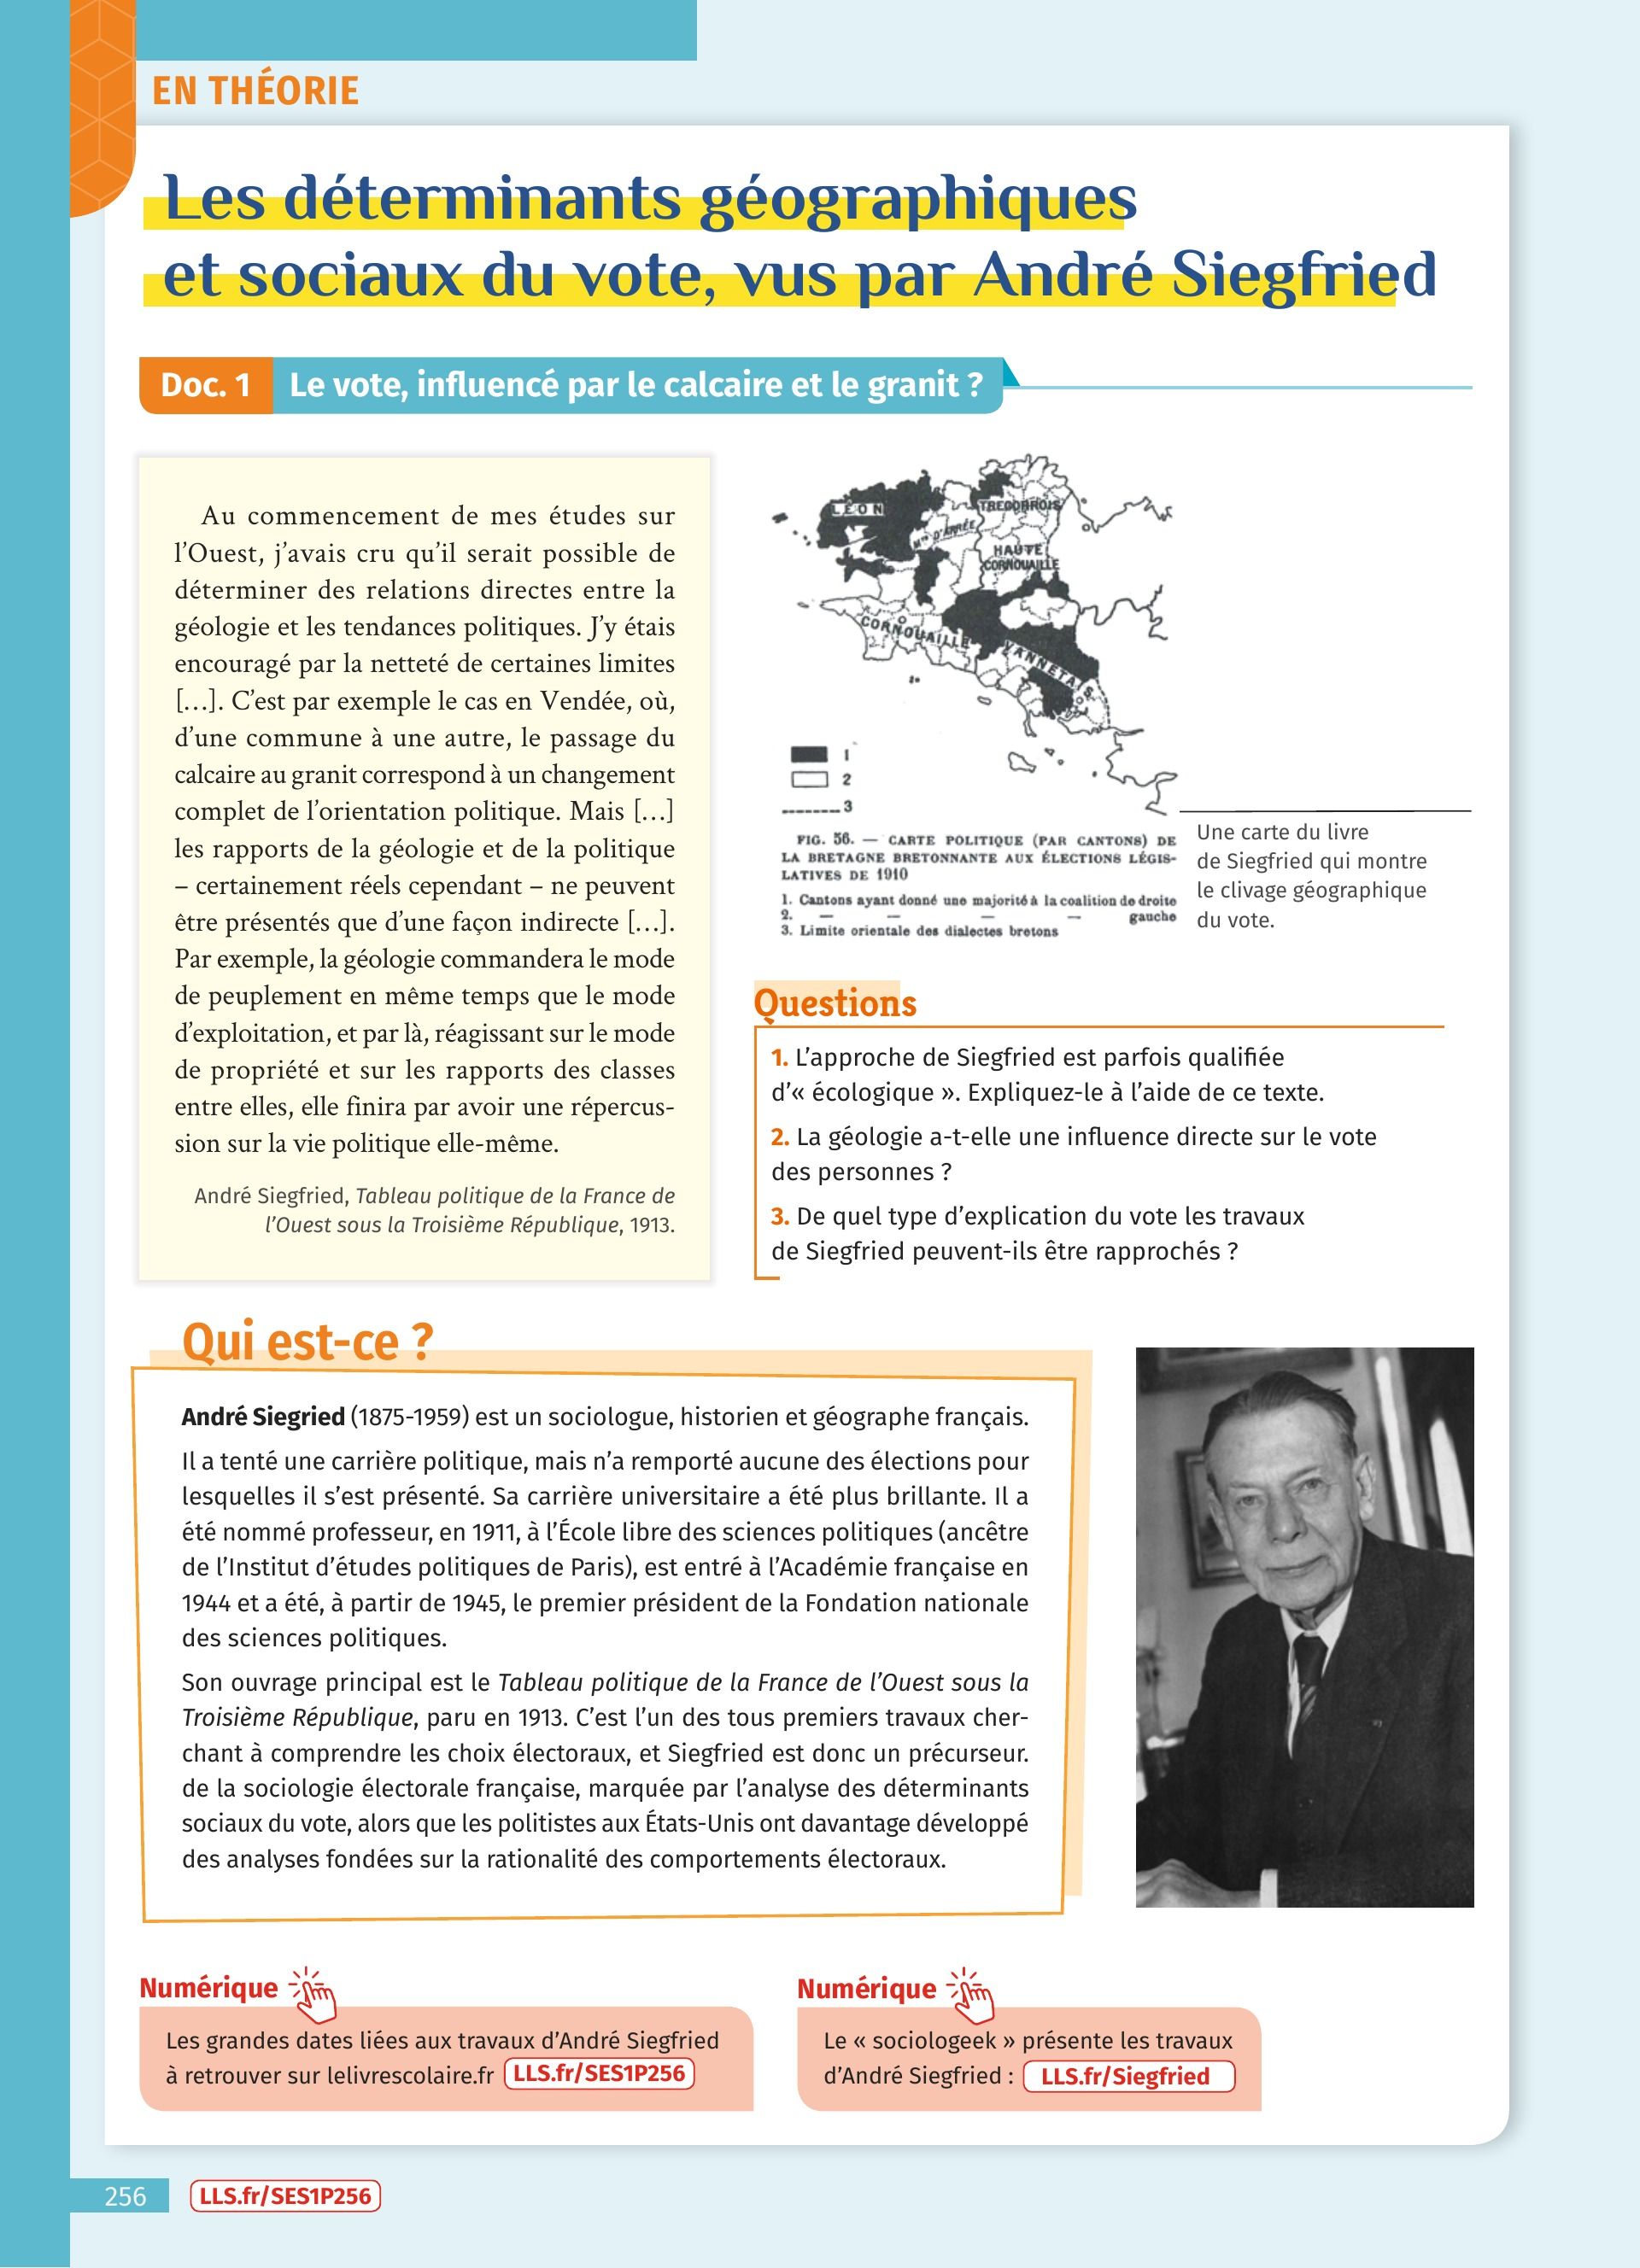 EN THÉORIE
Les déterminants géographiques
et sociaux du vote, vus par André Siegfried
Doc. 1 Le vote, influencé par le calcaire et le granit ?
Au commencement de mes études sur
l’Ouest, j’avais cru qu’il serait possible de
déterminer des relations directes entre la
géologie et les tendances politiques. J’y étais
encouragé par la netteté de certaines limites
[…]. C’est par exemple le cas en Vendée, où,
d’une commune à une autre, le passage du
calcaire au granit correspond à un changement
complet de l’orientation politique. Mais […]
les rapports de la géologie et de la politique
– certainement réels cependant – ne peuvent
être présentés que d’une façon indirecte […].
Par exemple, la géologie commandera le mode
de peuplement en même temps que le mode
d’exploitation, et par là, réagissant sur le mode
de propriété et sur les rapports des classes
entre elles, elle finira par avoir une répercus-
sion sur la vie politique elle-même.
André Siegfried, Tableau politique de la France de
l’Ouest sous la Troisième République, 1913.
LÉON
TREGORROIS
Mts D'ARRÉE
HAUTE
CORNOUAILLE
CORNOUAILLE
VANNETAIS
1
2
3
FIG. 56. — CARTE POLITIQUE (PAR CANTONS) DE
LA BRETAGNE BRETONNANTE AUX ÉLECTIONS LÉGIS-
LATIVES DE 1910
1. Cantons ayant donné une majorité à la coalition de droite
2. — — — — gauche
3. Limite orientale des dialectes bretons
Une carte du livre
de Siegfried qui montre
le clivage géographique
du vote.
Questions
1. L’approche de Siegfried est parfois qualifiée
d’« écologique ». Expliquez-le à l’aide de ce texte.
2. La géologie a-t-elle une influence directe sur le vote
des personnes ?
3. De quel type d’explication du vote les travaux
de Siegfried peuvent-ils être rapprochés ?
Qui est-ce ?
André Siegried (1875-1959) est un sociologue, historien et géographe français.
Il a tenté une carrière politique, mais n’a remporté aucune des élections pour
lesquelles il s’est présenté. Sa carrière universitaire a été plus brillante. Il a
été nommé professeur, en 1911, à l’École libre des sciences politiques (ancêtre
de l’Institut d’études politiques de Paris), est entré à l’Académie française en
1944 et a été, à partir de 1945, le premier président de la Fondation nationale
des sciences politiques.
Son ouvrage principal est le Tableau politique de la France de l’Ouest sous la
Troisième République, paru en 1913. C’est l’un des tous premiers travaux cher-
chant à comprendre les choix électoraux, et Siegfried est donc un précurseur.
de la sociologie électorale française, marquée par l’analyse des déterminants
sociaux du vote, alors que les politistes aux États-Unis ont davantage développé
des analyses fondées sur la rationalité des comportements électoraux.
Numérique
Les grandes dates liées aux travaux d’André Siegfried
à retrouver sur lelivrescolaire.fr LLS.fr/SES1P256
Numérique
Le « sociologeek » présente les travaux
d’André Siegfried : LLS.fr/Siegfried
256 LLS.fr/SES1P256